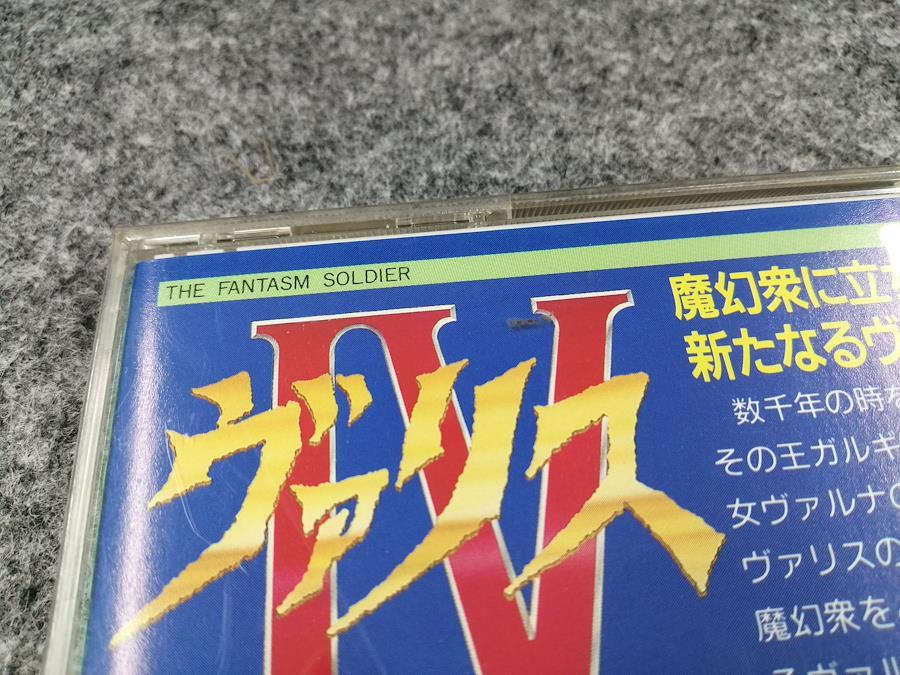 THE FANTASM SOLDIER
IV
ヴァリス
魔幻衆に立
新たなるヴ
数千年の時を
その王ガルキ
女ヴァルナ
ヴァリスの
魔幻衆を